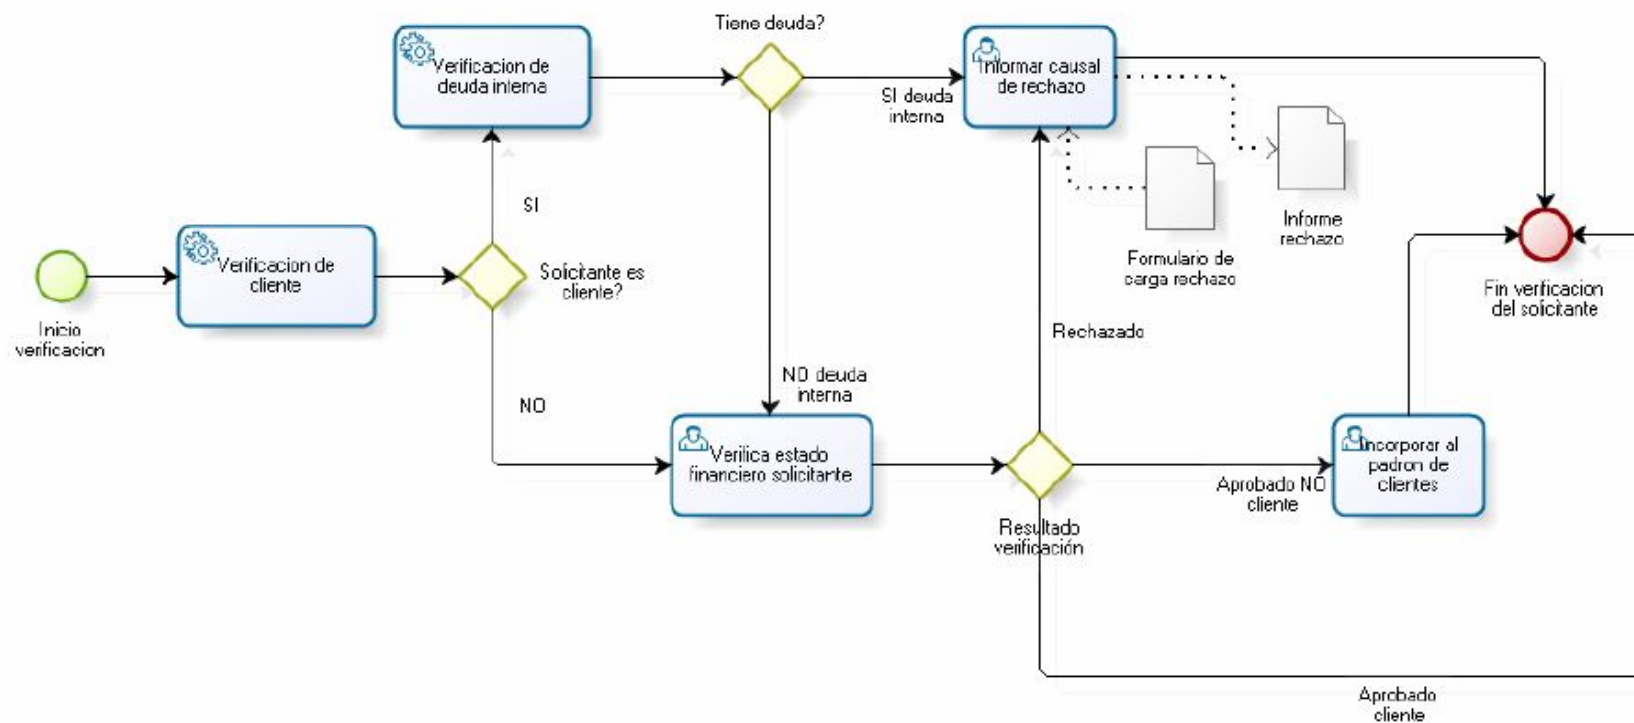 Tiene deuda?
Verificacion de
deuda interna
Informar causal
de rechazo
SI deuda
interna
SI
Informe
rechazo
Formulario de
carga rechazo
Verificacion de
cliente
Solicitante es
cliente?
Inicio
verificacion
Fin verificacion
del solicitante
Rechazado
NO deuda
interna
NO
Verifica estado
financiero solicitante
Incorporar al
padron de
clientes
Aprobado NO
cliente
Resultado
verificación
Aprobado
cliente